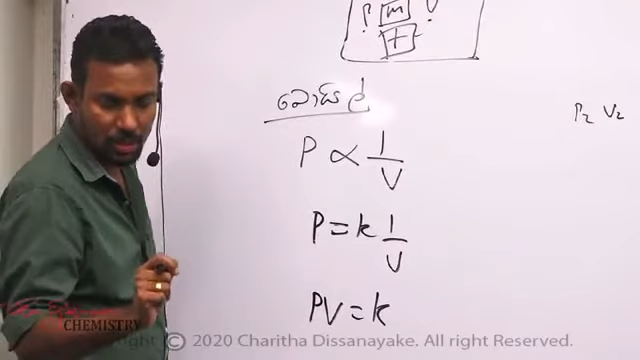 P m V
T
බොයිල්
P ∝ 1/V
P₂ V₂
P = k 1/V
PV = k
CHEMISTRY
Copyright © 2020 Charitha Dissanayake. All right Reserved.